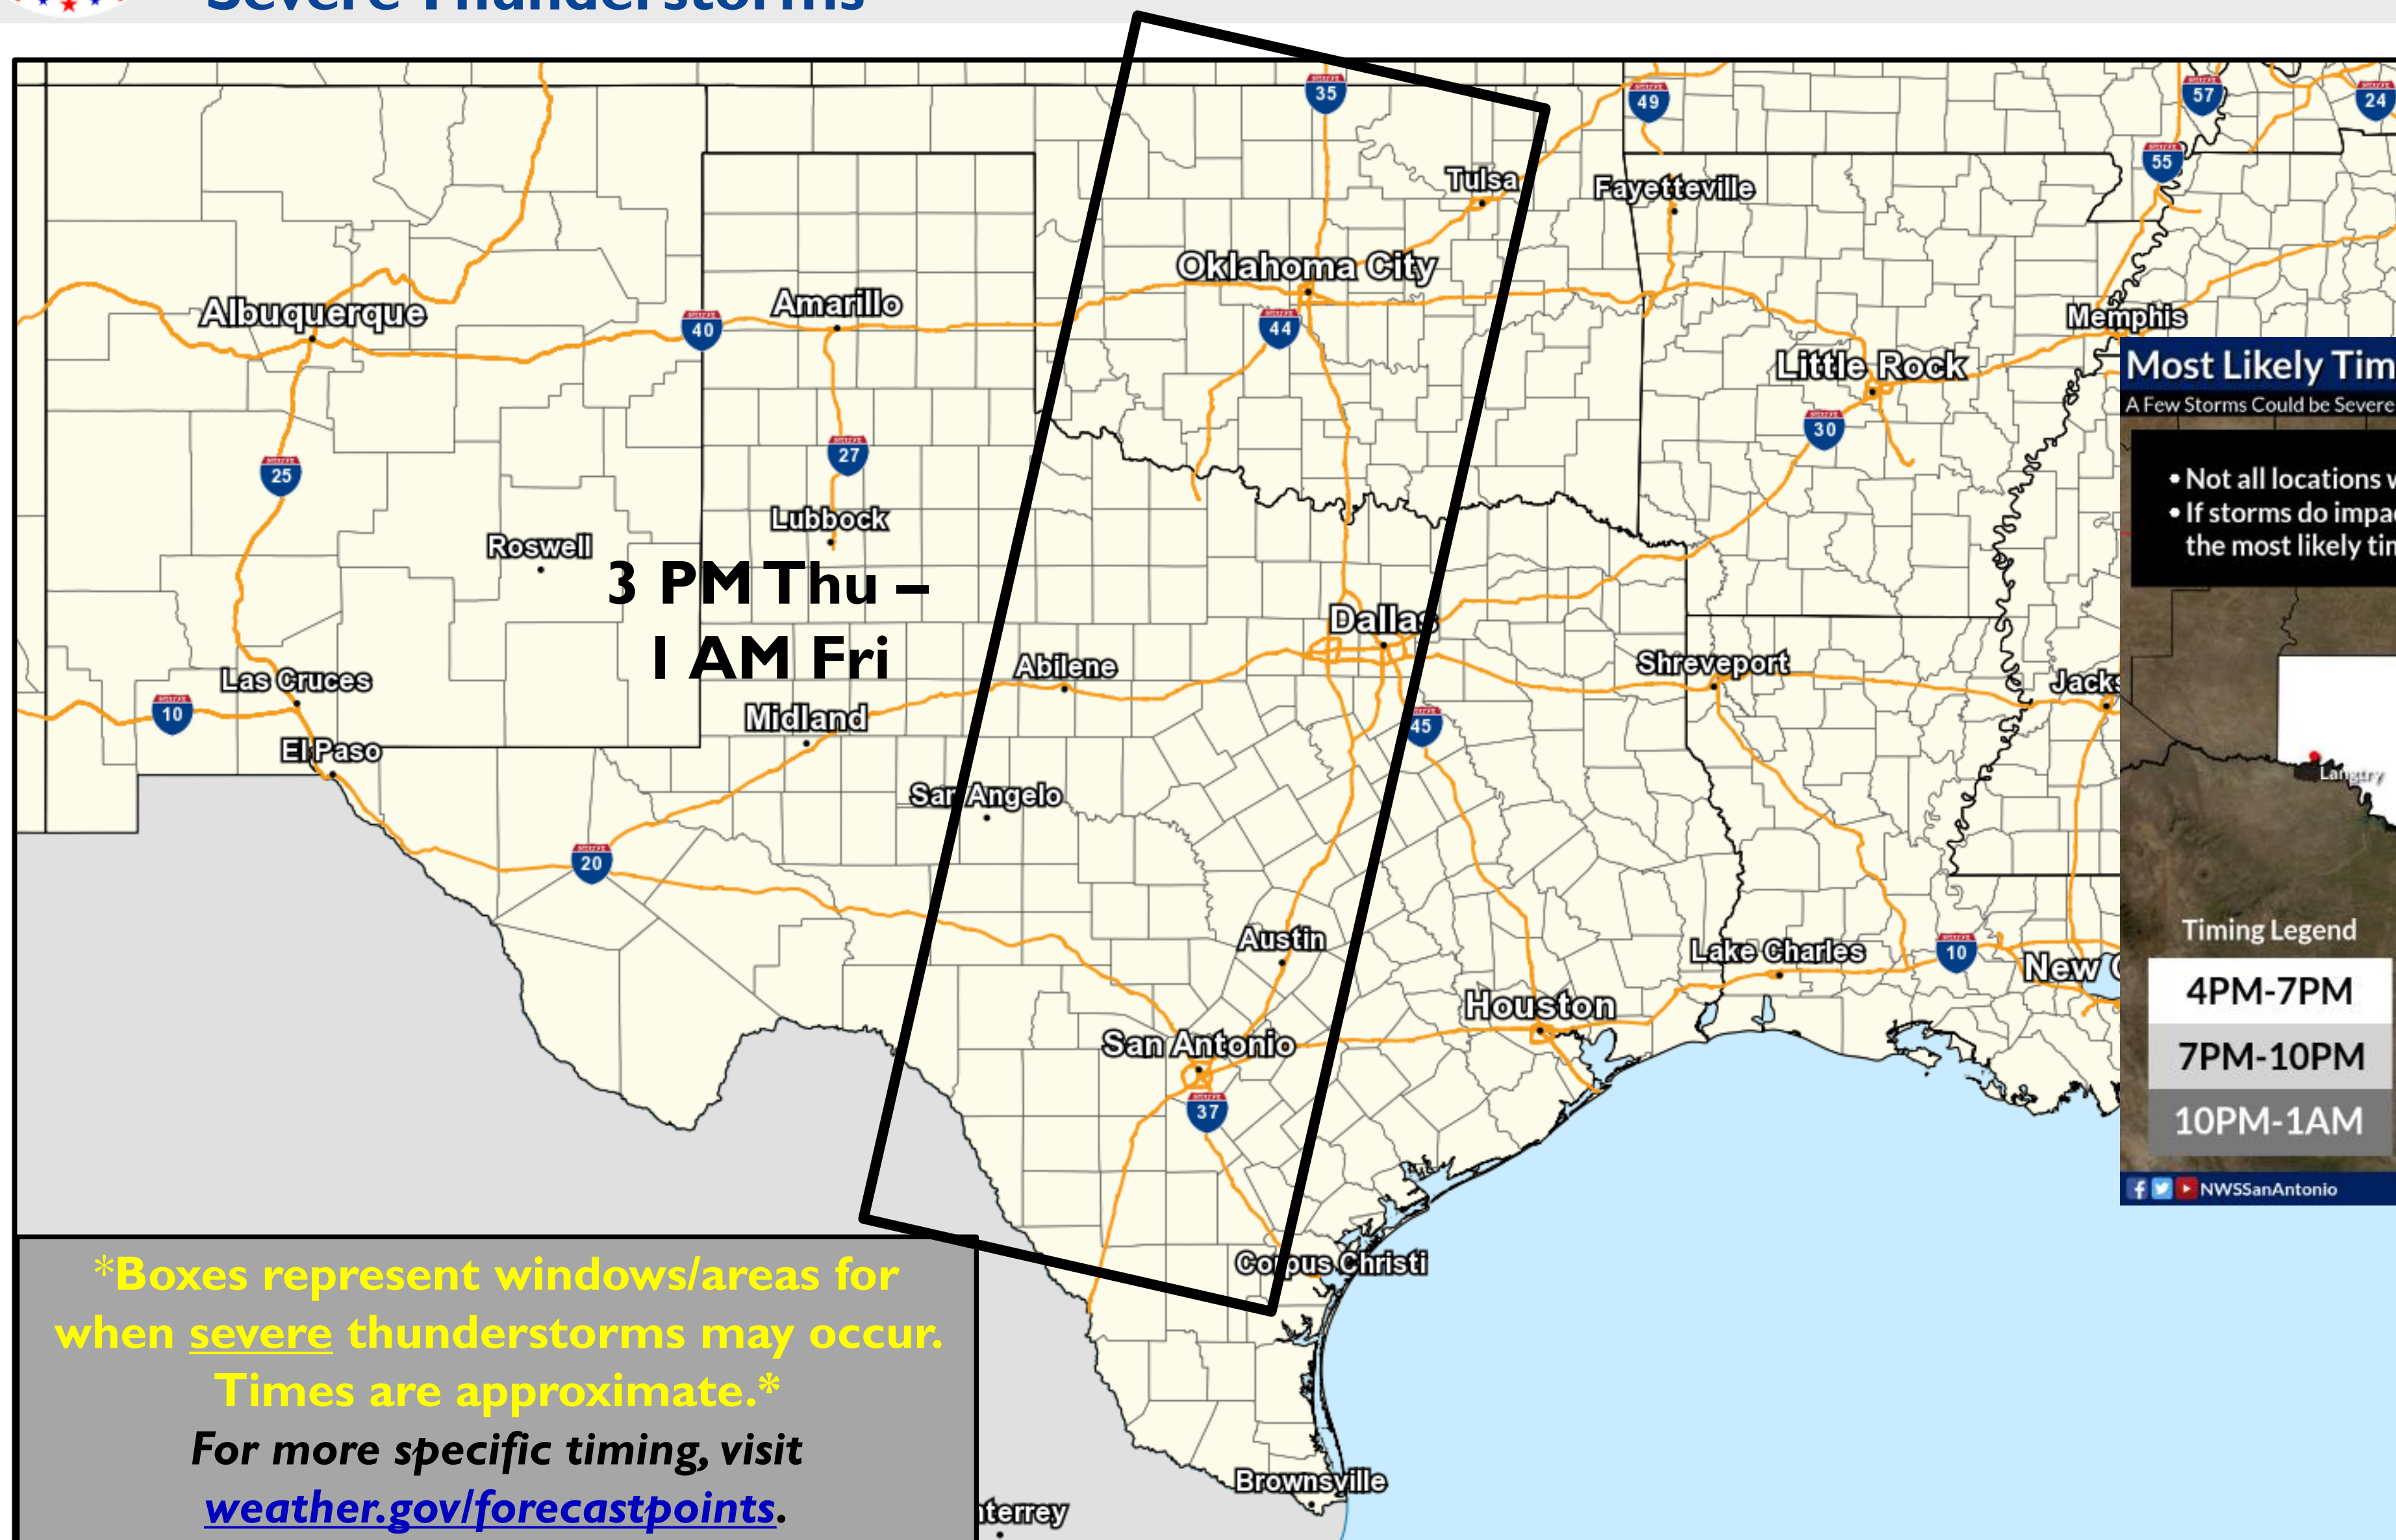 Severe Thunderstorms
35
49
57
24
55
Tulsa
Fayetteville
Oklahoma City
Albuquerque
Amarillo
40
44
Memphis
Little Rock
30
25
27
Lubbock
Roswell
3 PM Thu –
1 AM Fri
Dallas
Abilene
Shreveport
Las Cruces
10
Midland
45
El Paso
San Angelo
20
Austin
Lake Charles
10
New
Houston
San Antonio
37
Corpus Christi
Brownsville
Most Likely Tim
A Few Storms Could be Severe
• Not all locations w
• If storms do impa
the most likely
Langtry
Timing Legend
4PM-7PM
7PM-10PM
10PM-1AM
NWSSanAntonio
*Boxes represent windows/areas for
when severe thunderstorms may occur.
Times are approximate.*
For more specific timing, visit
weather.gov/forecastpoints.